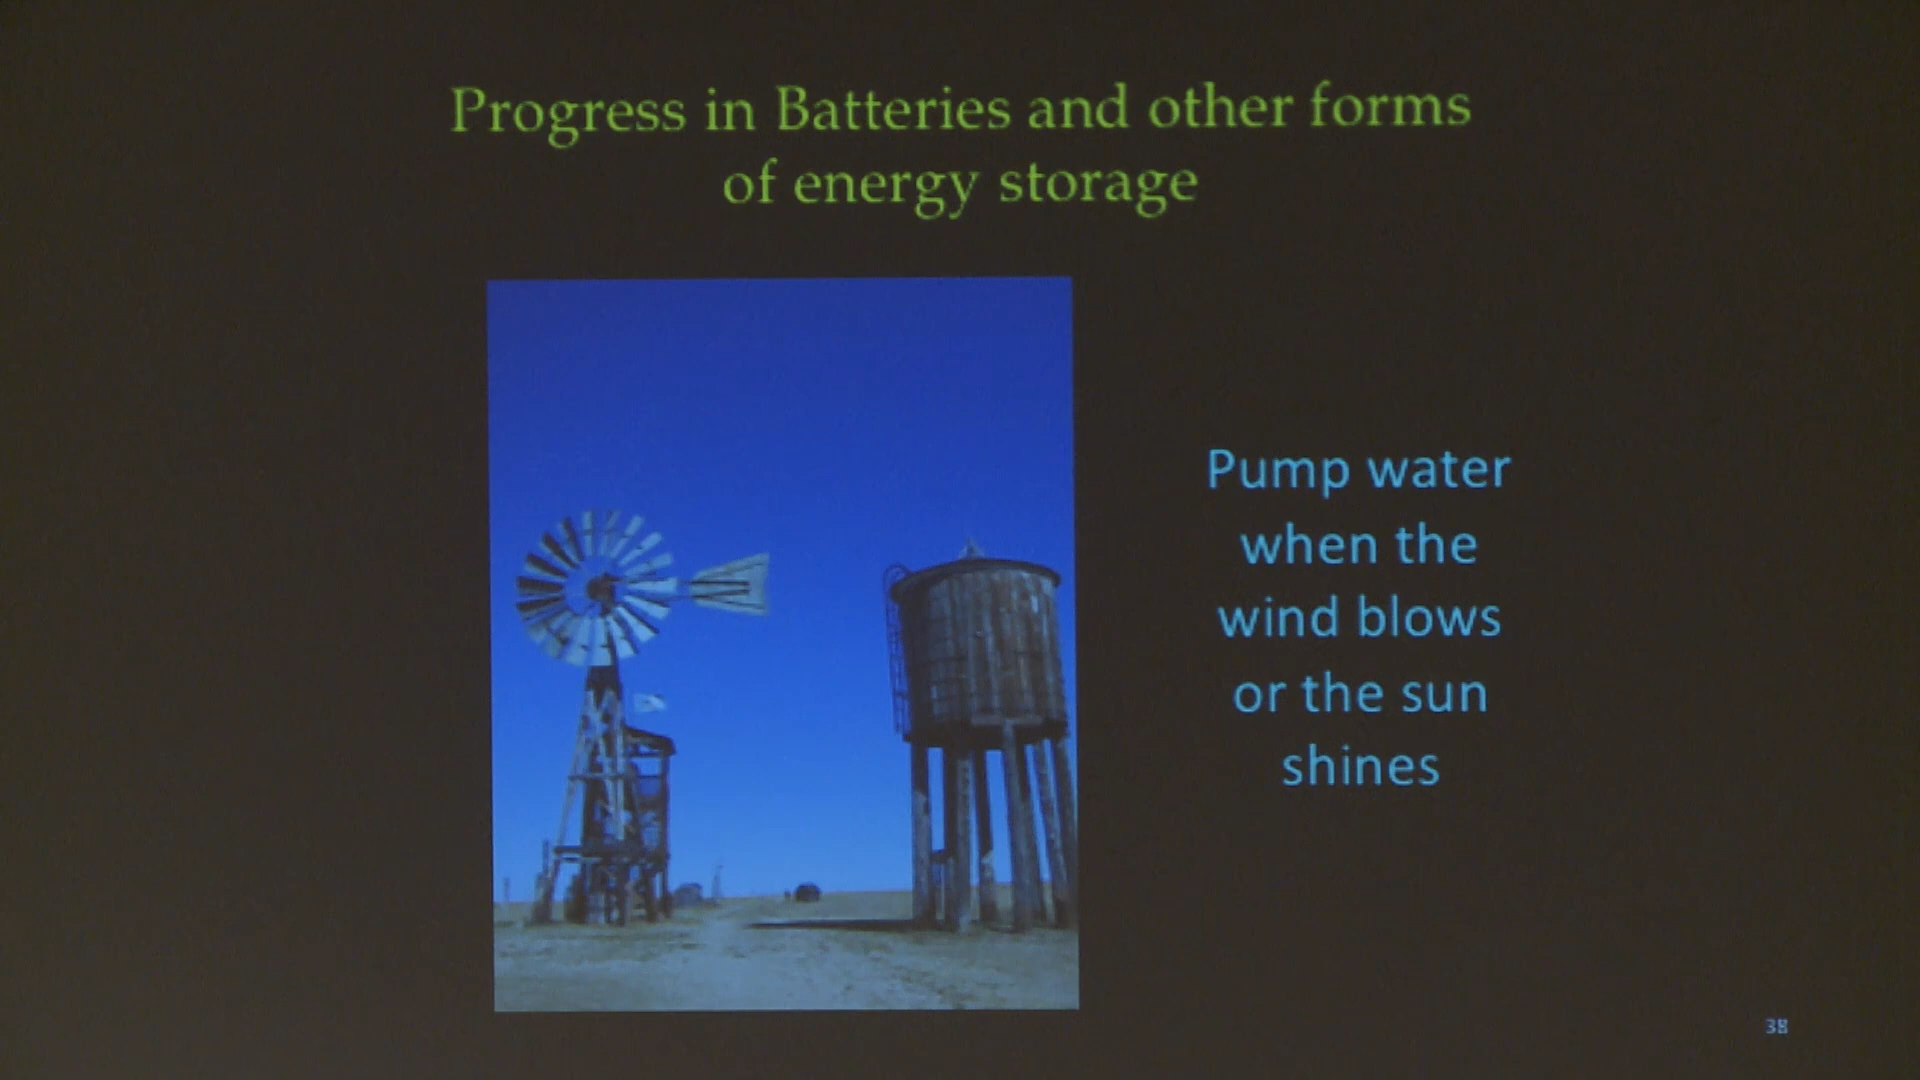 Progress in Batteries and other forms
of energy storage
Pump water
when the
wind blows
or the sun
shines
38